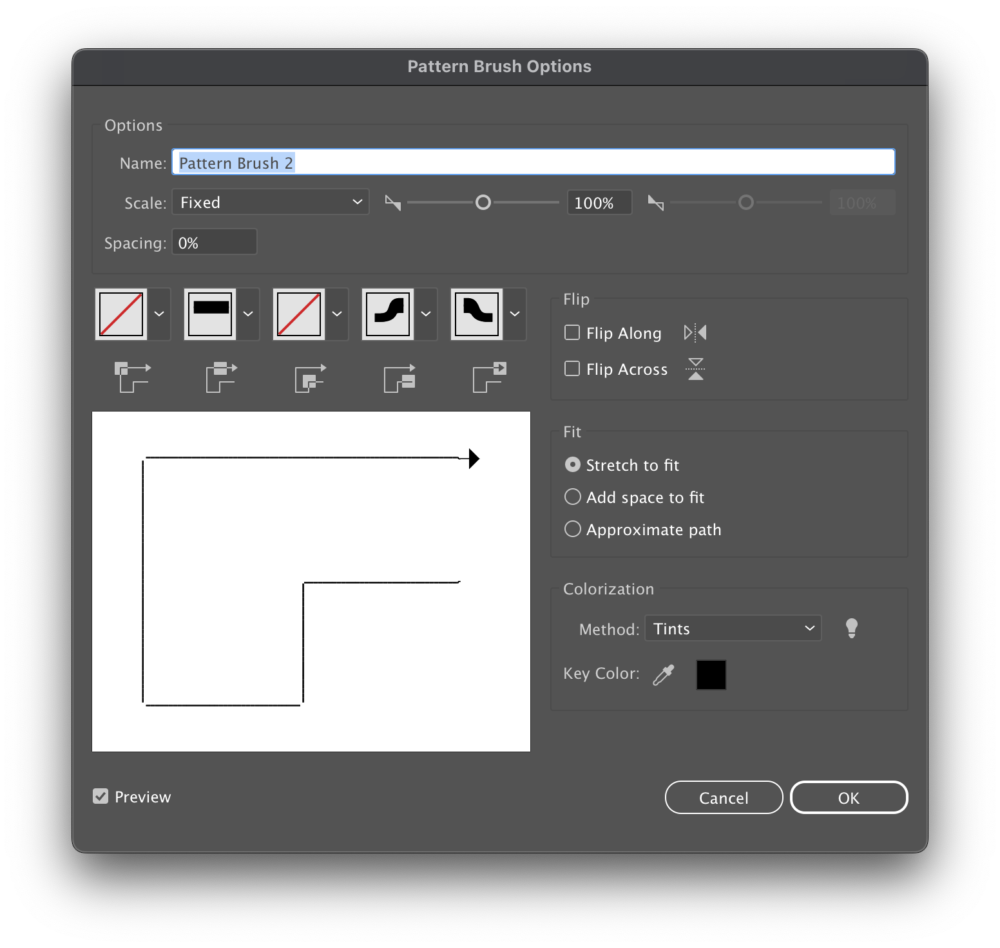 Pattern Brush Options
Options
Name: Pattern Brush 2
Scale: Fixed 100% 100%
Spacing: 0%
Flip
Flip Along
Flip Across
Fit
Stretch to fit
Add space to fit
Approximate path
Colorization
Method: Tints
Key Color:
Preview
Cancel OK